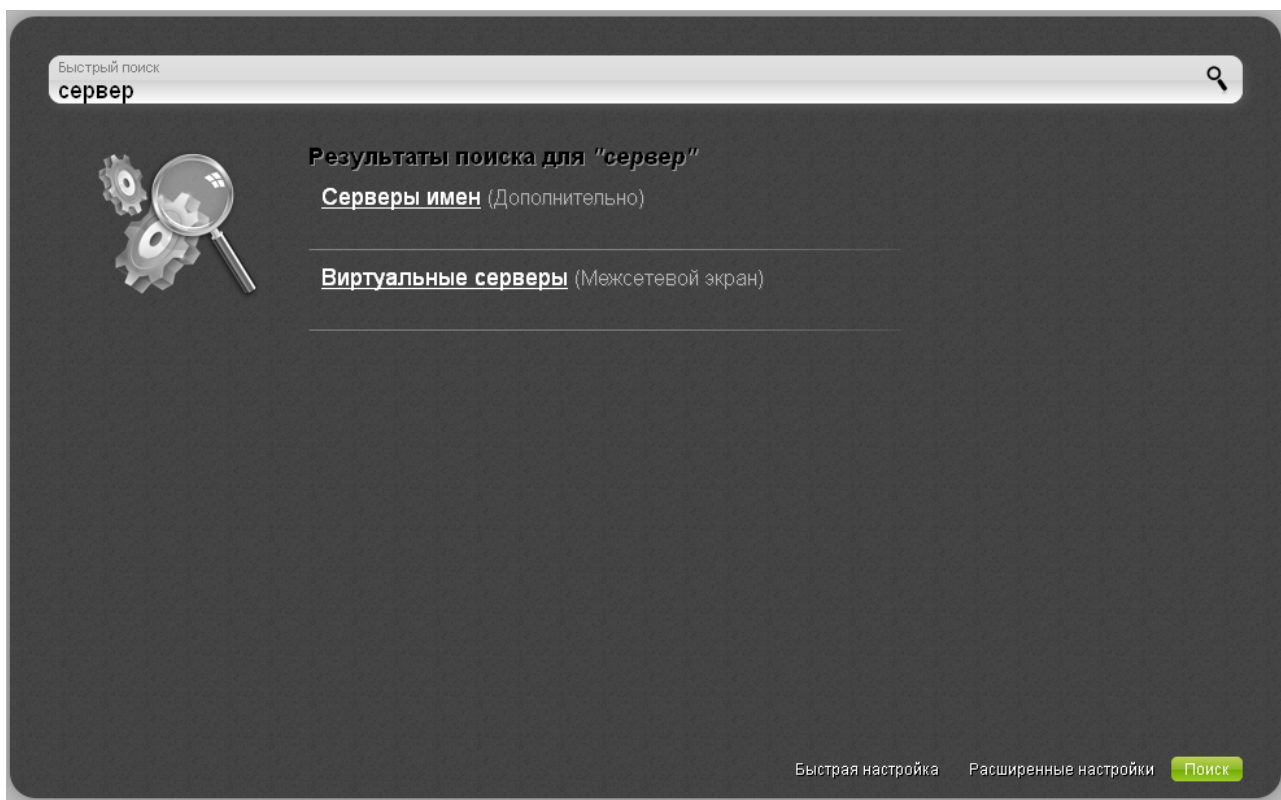 Быстрый поиск
сервер
Результаты поиска для "сервер"
Серверы имен (Дополнительно)
Виртуальные серверы (Межсетевой экран)
Быстрая настройка Расширенные настройки Поиск